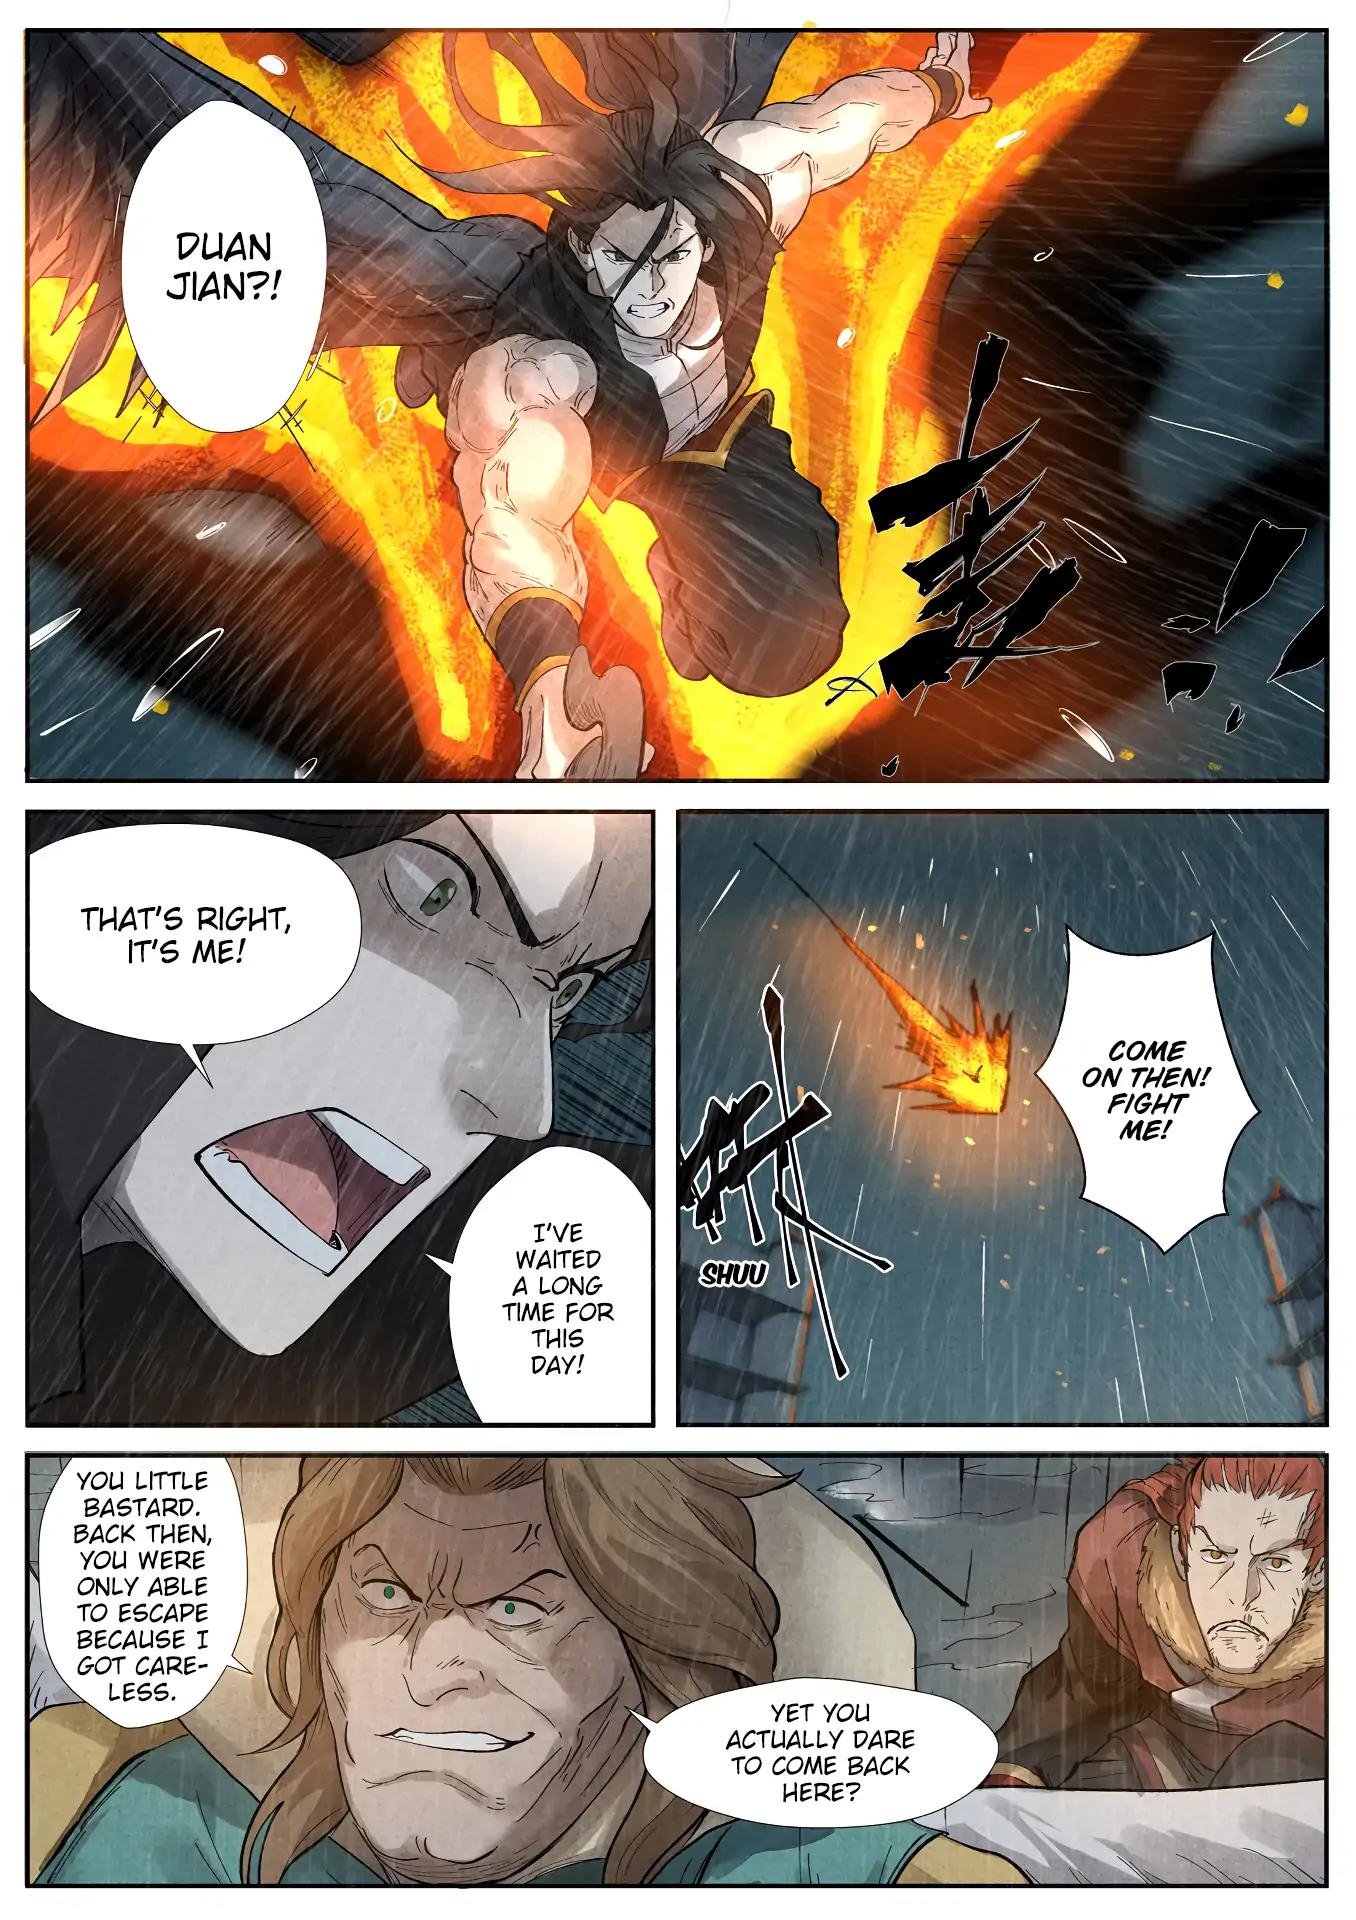 DUAN
JIAN?!
THAT'S RIGHT,
IT'S ME!
I'VE
WAITED
A LONG
TIME FOR
THIS
DAY!
COME
ON THEN!
FIGHT
ME!
SHUU
YOU LITTLE
BASTARD.
BACK THEN,
YOU WERE
ONLY ABLE
TO ESCAPE
BECAUSE I
GOT CARE-
LESS.
YET YOU
ACTUALLY DARE
TO COME BACK
HERE?